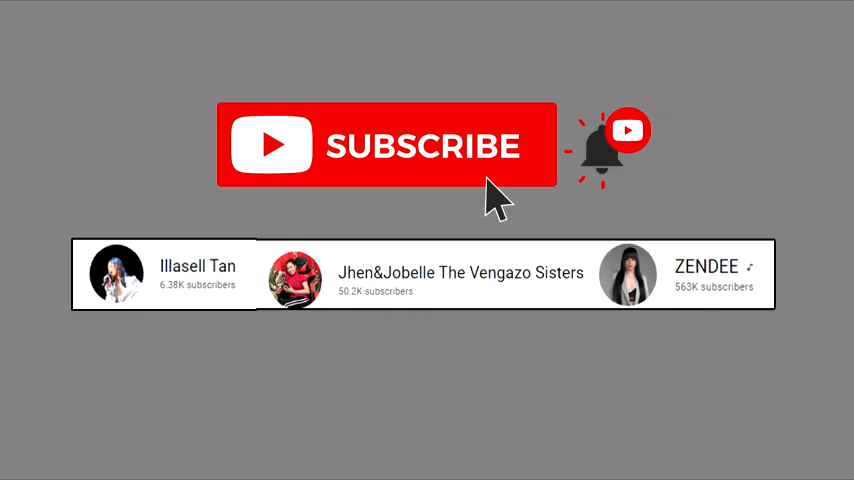 SUBSCRIBE
Illasell Tan
6.38K subscribers
Jhen&Jobelle The Vengazo Sisters
50.2K subscribers
ZENDEE
563K subscribers